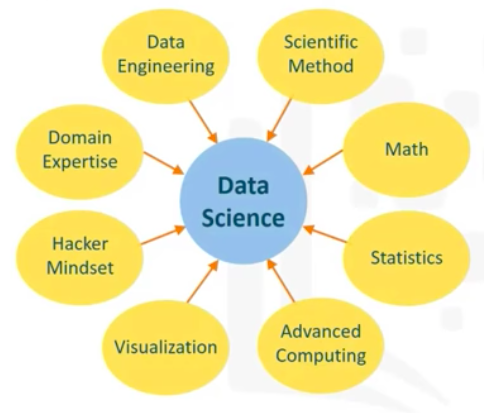 Data
Engineering
Scientific
Method
Domain
Expertise
Math
Data
Science
Hacker
Mindset
Statistics
Visualization
Advanced
Computing